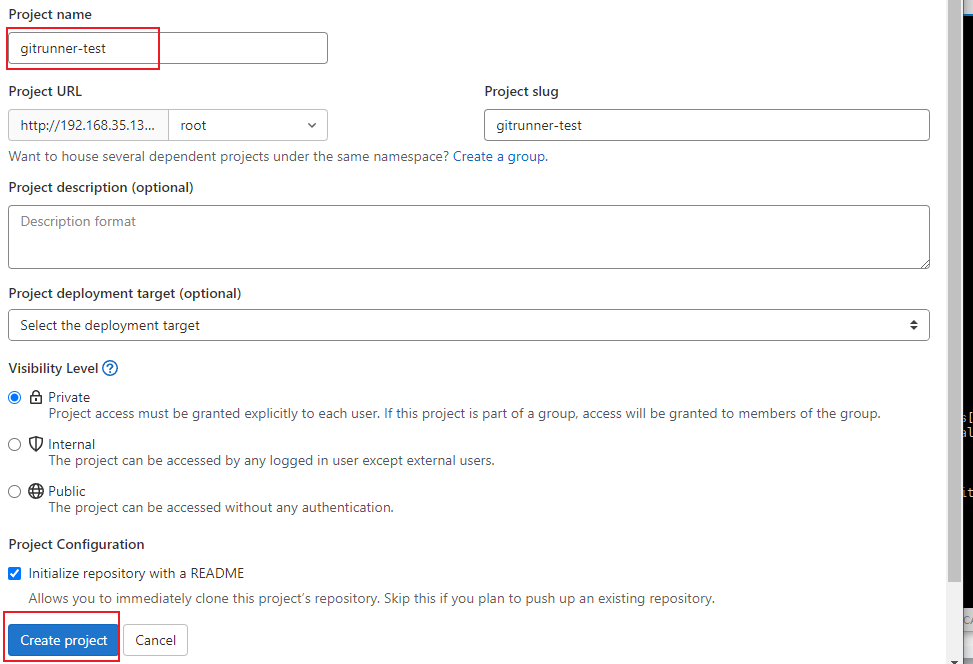 Project name
gitrunner-test
Project URL
Project slug
http://192.168.35.13...
root
gitrunner-test
Want to house several dependent projects under the same namespace? Create a group.
Project description (optional)
Description format
Project deployment target (optional)
Select the deployment target
Visibility Level
Private
Project access must be granted explicitly to each user. If this project is part of a group, access will be granted to members of the group.
Internal
The project can be accessed by any logged in user except external users.
Public
The project can be accessed without any authentication.
Project Configuration
Initialize repository with a README
Allows you to immediately clone this project's repository. Skip this if you plan to push up an existing repository.
Create project
Cancel